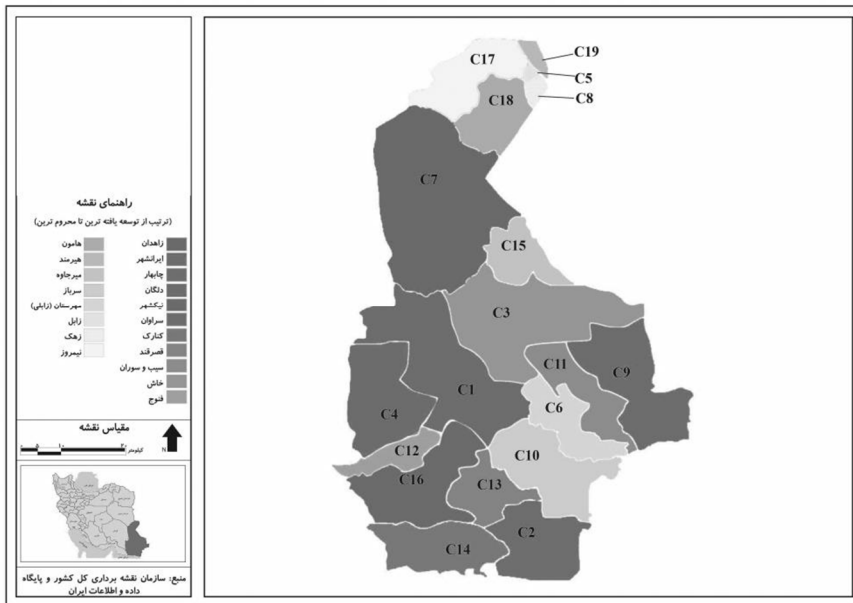 راهنمای نقشه
(ترتیب از توسعه یافته ترین تا محروم ترین)
زاهدان
ایرانشهر
چابهار
دلگان
نیکشهر
سراوان
کنارک
قصرقند
سیب و سوران
خاش
فنوج
هامون
هیرمند
میرجاوه
سرباز
مهرستان (زابلی)
زابل
زهک
نیمروز
مقیاس نقشه
کیلومتر
N
منبع: سازمان نقشه برداری کل کشور و پایگاه
داده و اطلاعات ایران
C17
C19
C5
C8
C18
C7
C15
C3
C11
C9
C1
C4
C6
C12
C10
C16
C13
C2
C14